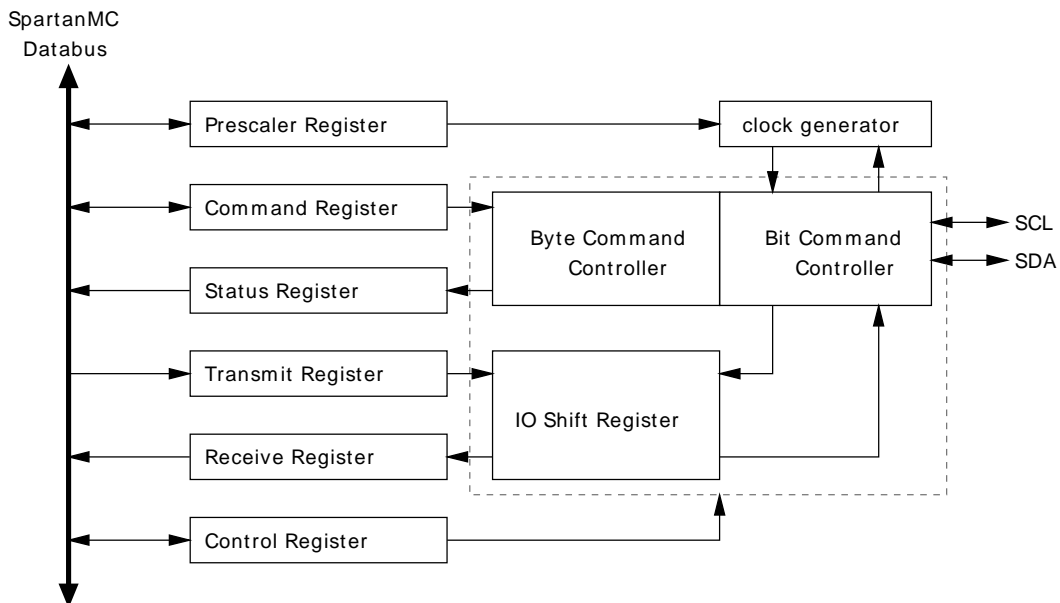 SpartanMC
Databus
Prescaler Register
clock generator
Command Register
Byte Command
Controller
Bit Command
Controller
SCL
SDA
Status Register
Transmit Register
IO Shift Register
Receive Register
Control Register